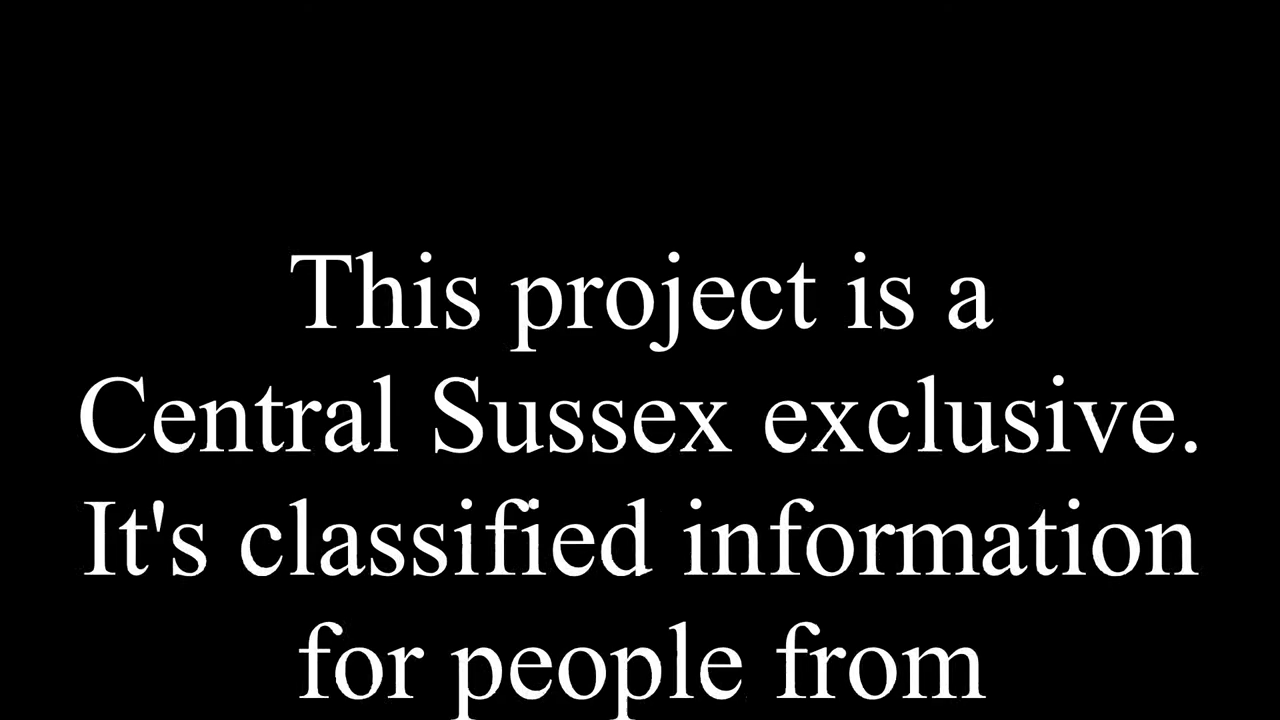 This project is a
Central Sussex exclusive.
It's classified information
for people from